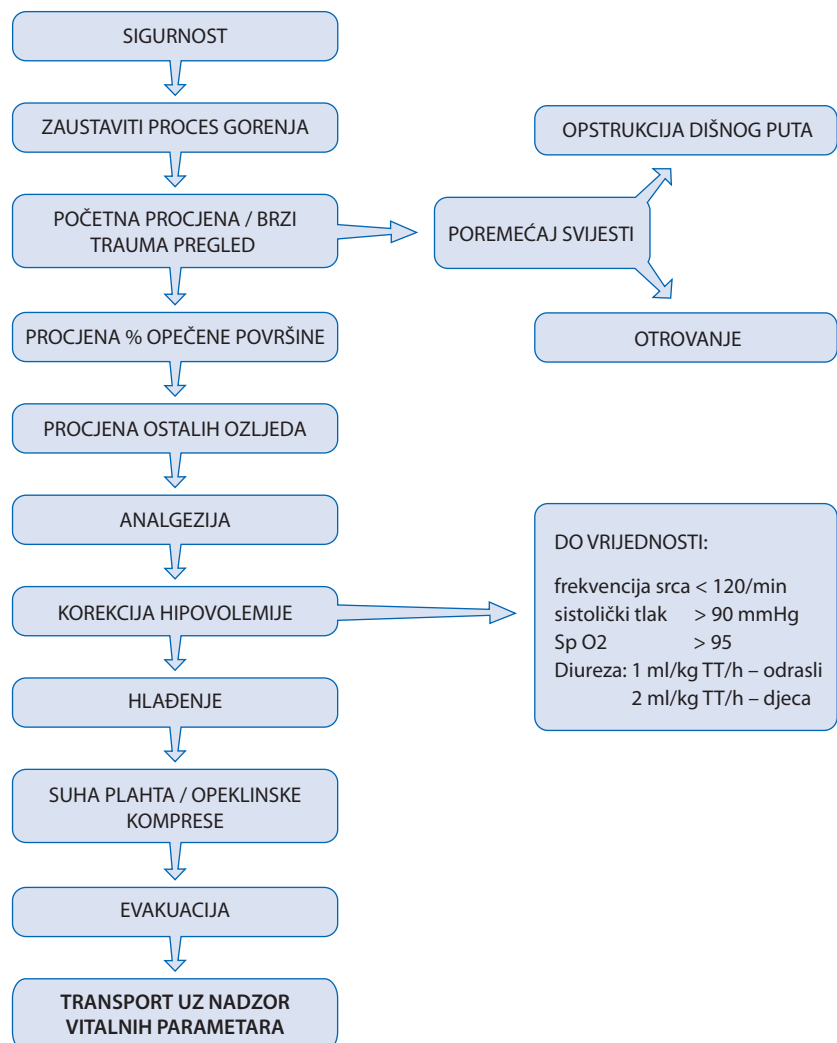 SIGURNOST
ZAUSTAVITI PROCES GORENJA
OPSTRUKCIJA DIŠNOG PUTA
POČETNA PROCJENA / BRZI
TRAUMA PREGLED
POREMEĆAJ SVIJESTI
PROCJENA % OPEČENE POVRŠINE
OTROVANJE
PROCJENA OSTALIH OZLJEDA
ANALGEZIJA
KOREKCIJA HIPOVOLEMIJE
DO VRIJEDNOSTI:
frekvencija srca < 120/min
sistolički tlak > 90 mmHg
Sp O2 > 95
Diureza: 1 ml/kg TT/h – odrasli
2 ml/kg TT/h – djeca
HLAĐENJE
SUHA PLAHTA / OPEKLINSKE
KOMPRESE
EVAKUACIJA
TRANSPORT UZ NADZOR
VITALNIH PARAMETARA